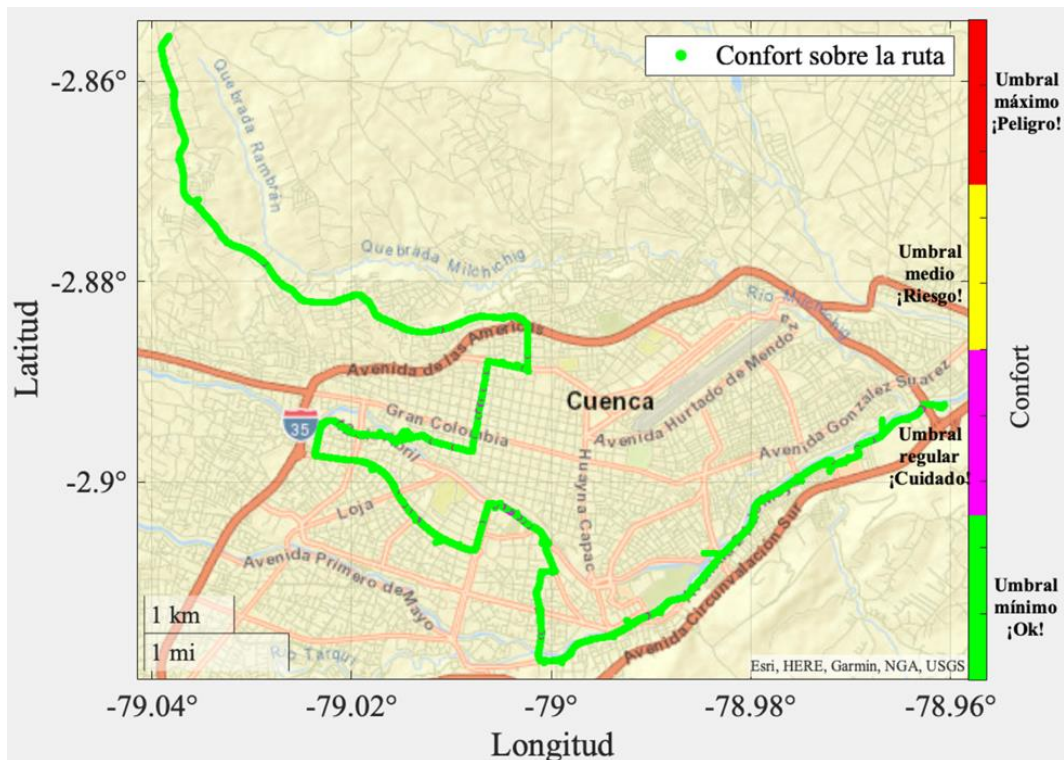 Confort sobre la ruta
Umbral
máximo
¡Peligro!
Umbral
medio
¡Riesgo!
Umbral
regular
¡Cuidado!
Umbral
mínimo
¡Ok!
Confort
Latitud
-2.86°
-2.88°
-2.9°
Quebrada Rambrán
Quebrada Milchichig
Río Milchichig
Avenida de las Americas
Cuenca
Avenida Hurtado de Mendoza
Gran Colombia
35
Avenida González Suárez
Huayna Capac
Loja
Avenida Primero de Mayo
Avenida Circunvalación Sur
Río Tarqui
1 km
1 mi
Esri, HERE, Garmin, NGA, USGS
-79.04°
-79.02°
-79°
-78.98°
-78.96°
Longitud